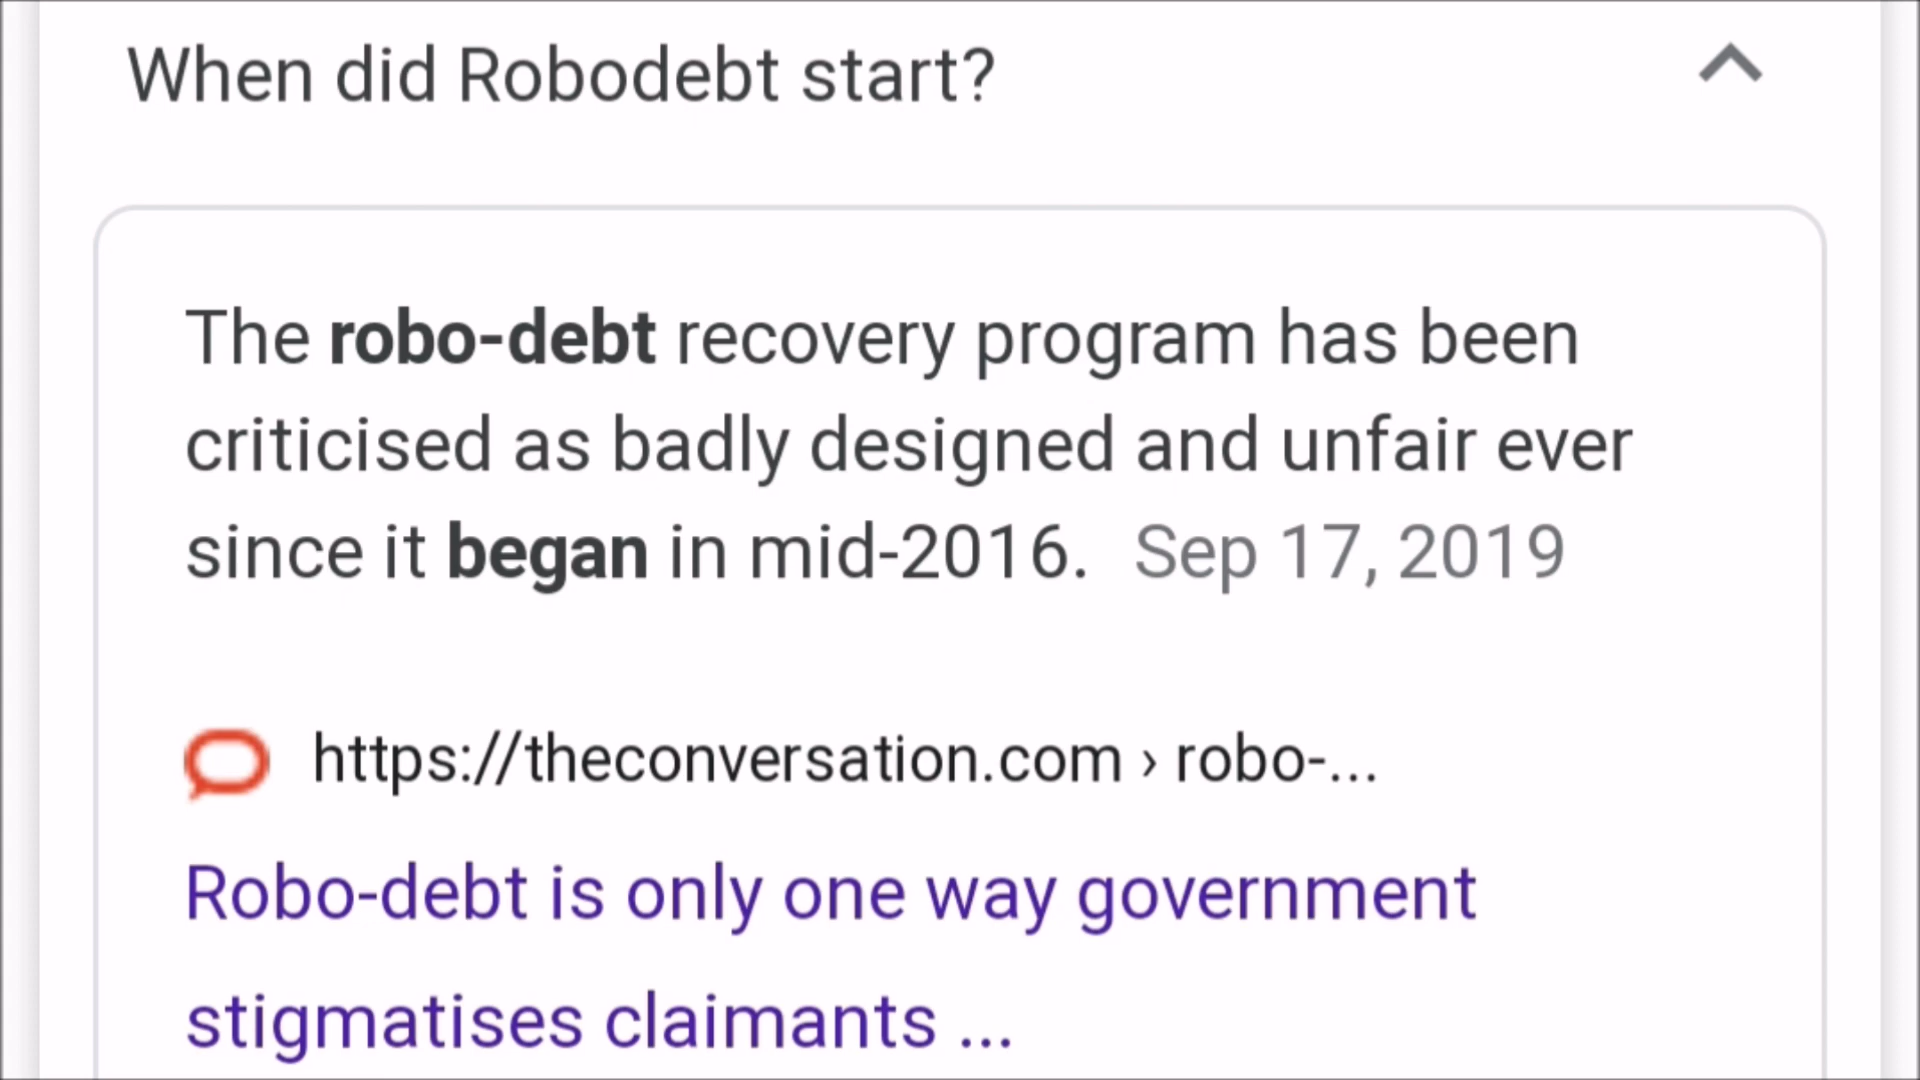 When did Robodebt start?
The robo-debt recovery program has been
criticised as badly designed and unfair ever
since it began in mid-2016. Sep 17, 2019
https://theconversation.com › robo-...
Robo-debt is only one way government
stigmatises claimants ...